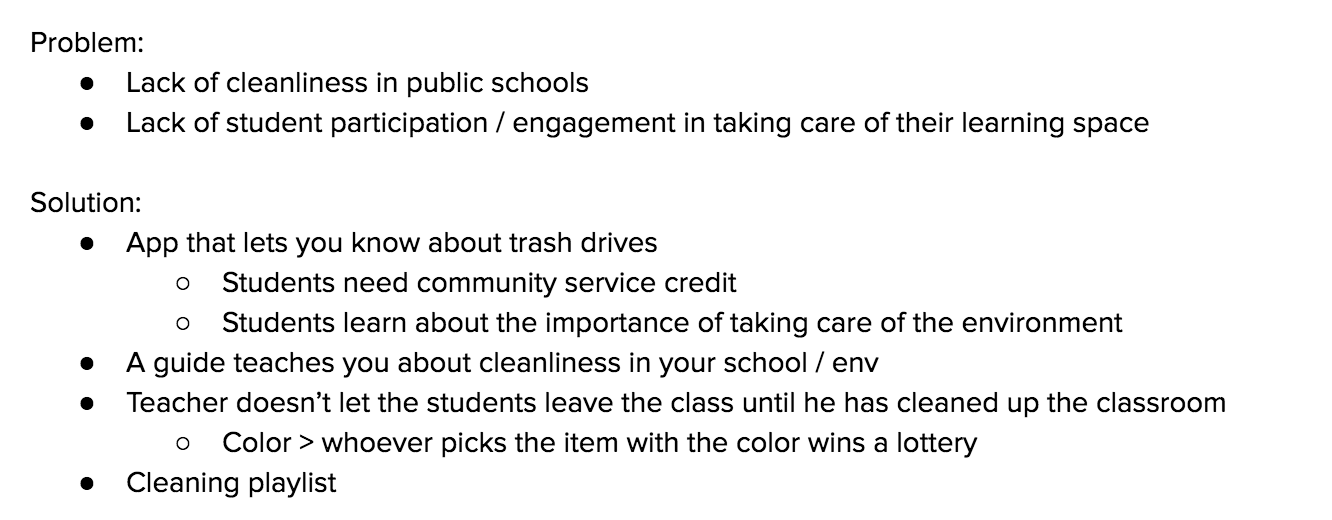 Problem:
● Lack of cleanliness in public schools
● Lack of student participation / engagement in taking care of their learning space
Solution:
● App that lets you know about trash drives
○ Students need community service credit
○ Students learn about the importance of taking care of the environment
● A guide teaches you about cleanliness in your school / env
● Teacher doesn’t let the students leave the class until he has cleaned up the classroom
○ Color > whoever picks the item with the color wins a lottery
● Cleaning playlist